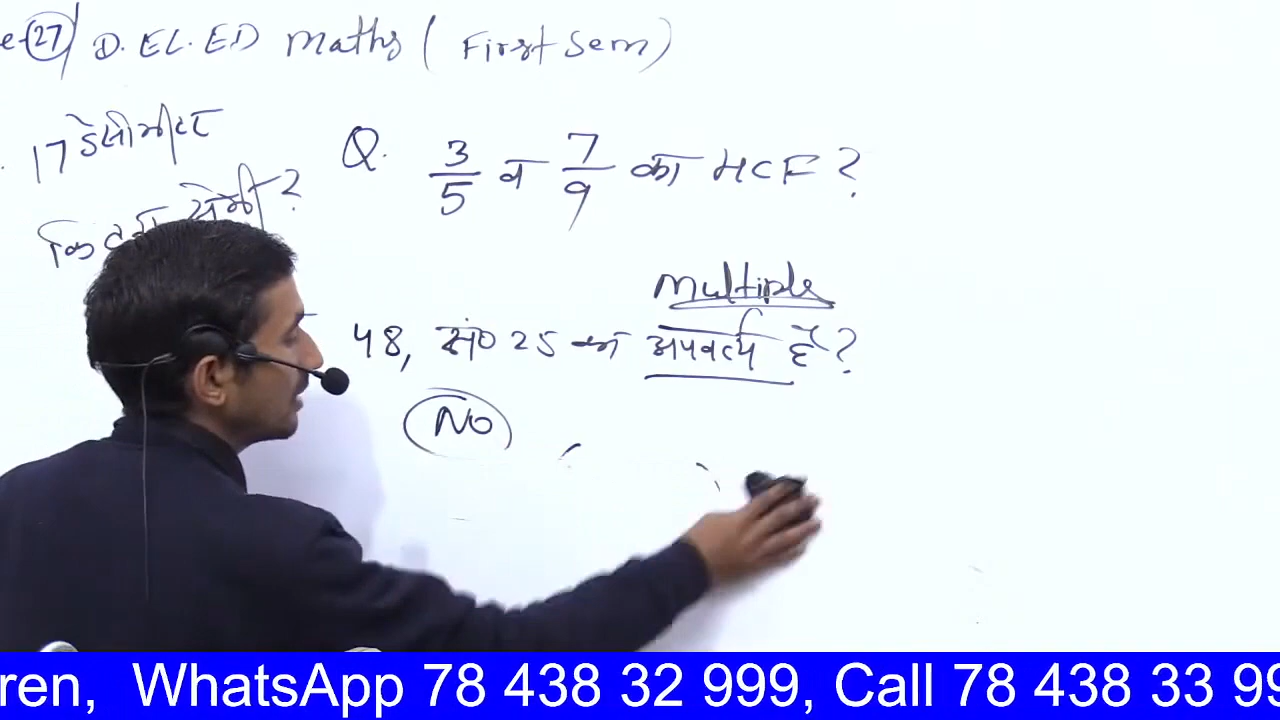 e-27 D.EL.ED Maths ( First Sem )
17 डेसीमीटर
Q. 3/5 व 7/9 का HCF ?
Multiple
48, सं० 25 का अपवर्त्य है ?
No
ren, WhatsApp 78 438 32 999, Call 78 438 33 99